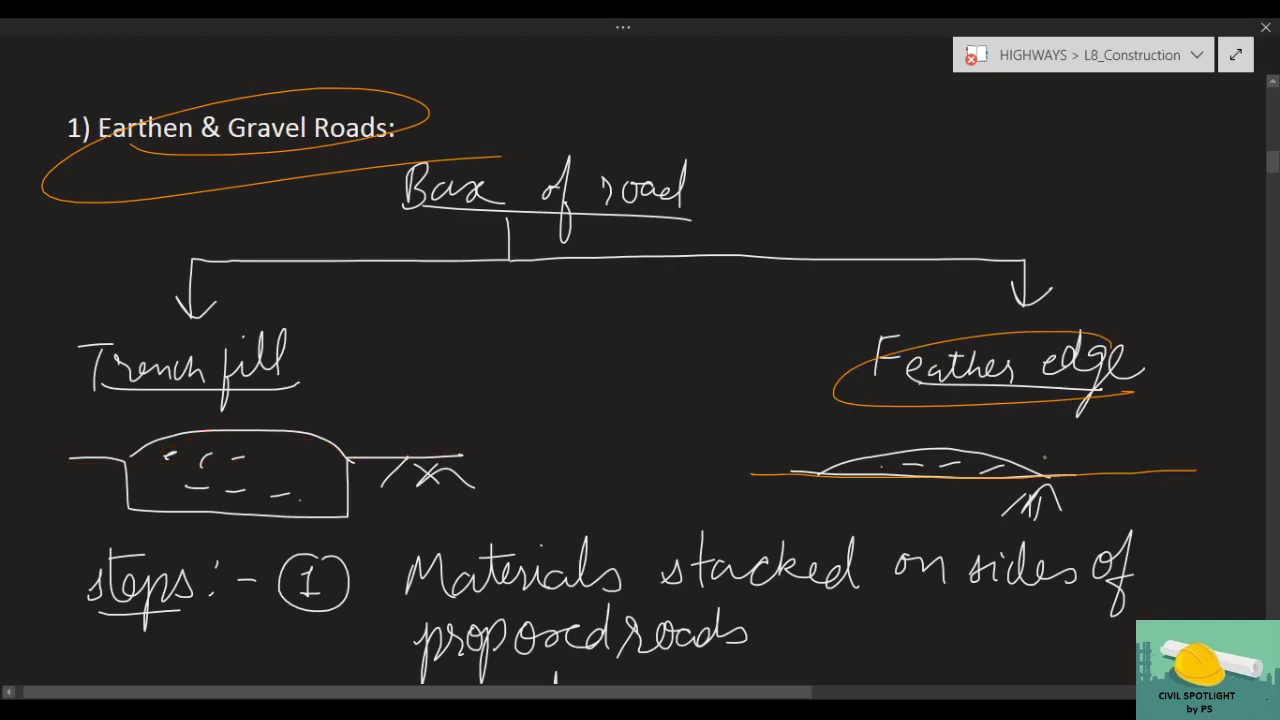 HIGHWAYS > L8_Construction
1) Earthen & Gravel Roads:
Base of road
Trench fill
Feather edge
steps :- 1 Materials stacked on sides of
proposed roads
CIVIL SPOTLIGHT
by PS